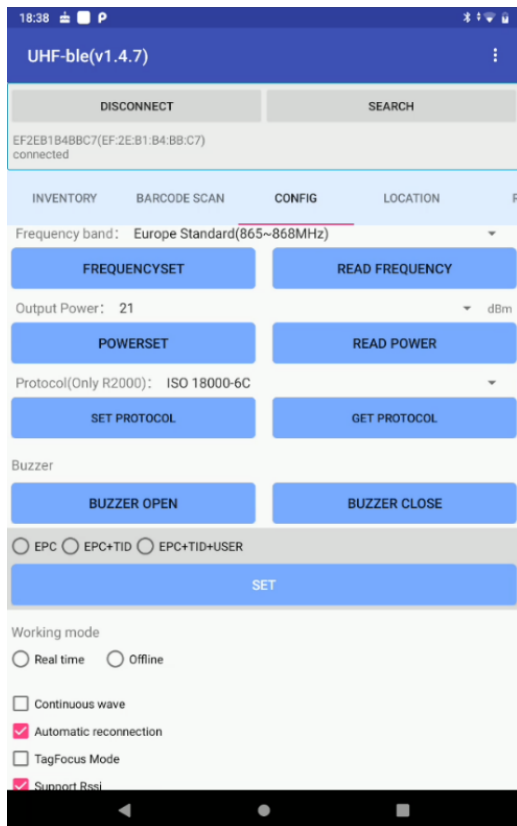 18:38 P
UHF-ble(v1.4.7)
DISCONNECT SEARCH
EF2EB1B4BBC7(EF:2E:B1:B4:BB:C7)
connected
INVENTORY BARCODE SCAN CONFIG LOCATION
Frequency band: Europe Standard(865~868MHz)
FREQUENCYSET READ FREQUENCY
Output Power: 21 dBm
POWERSET READ POWER
Protocol(Only R2000): ISO 18000-6C
SET PROTOCOL GET PROTOCOL
Buzzer
BUZZER OPEN BUZZER CLOSE
EPC EPC+TID EPC+TID+USER
SET
Working mode
Real time Offline
Continuous wave
Automatic reconnection
TagFocus Mode
Support Rssi